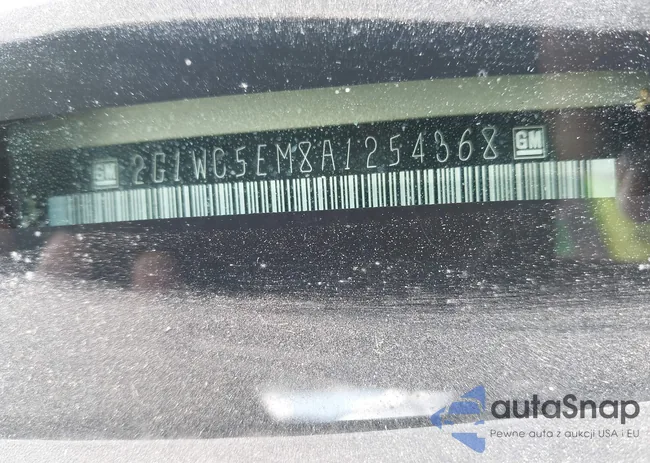 GM 2G1WC5EM8A1254368 GM
autaSnap
Pewne auta z aukcji USA i EU